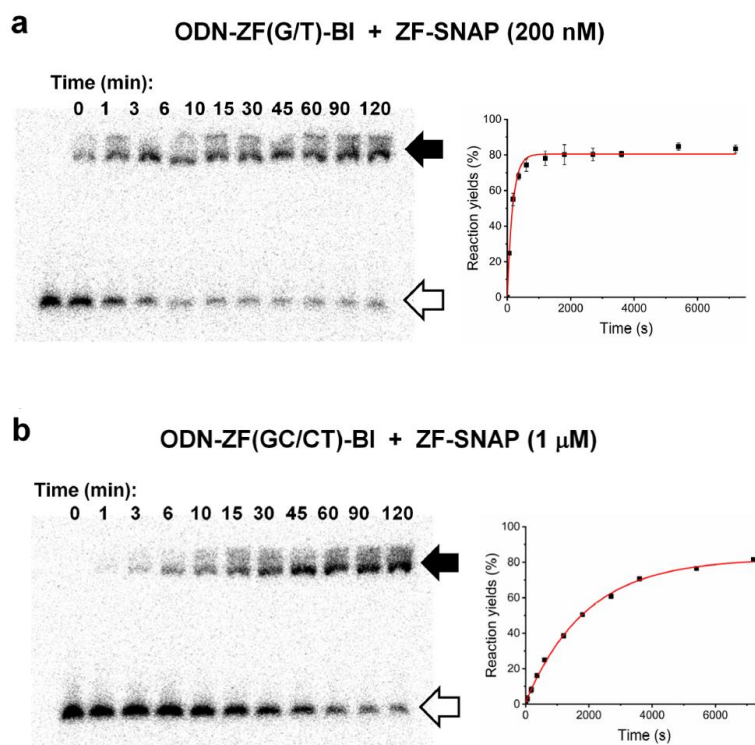 a
ODN-ZF(G/T)-BI + ZF-SNAP (200 nM)
Time (min):
0 1 3 6 10 15 30 45 60 90 120
Reaction yields (%)
100
80
60
40
20
0
0 2000 4000 6000
Time (s)
b
ODN-ZF(GC/CT)-BI + ZF-SNAP (1 μM)
Time (min):
0 1 3 6 10 15 30 45 60 90 120
Reaction yields (%)
100
80
60
40
20
0
0 2000 4000 6000
Time (s)